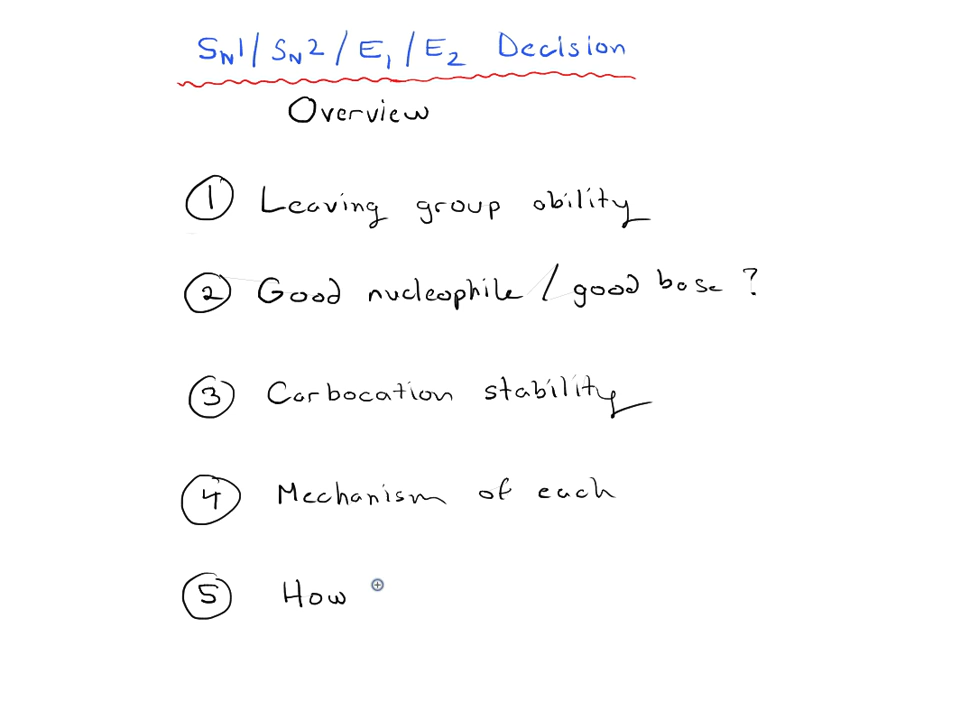 SN1/SN2/E1/E2 Decision
Overview
1 Leaving group ability
2 Good nucleophile / good base ?
3 Carbocation stability
4 Mechanism of each
5 How